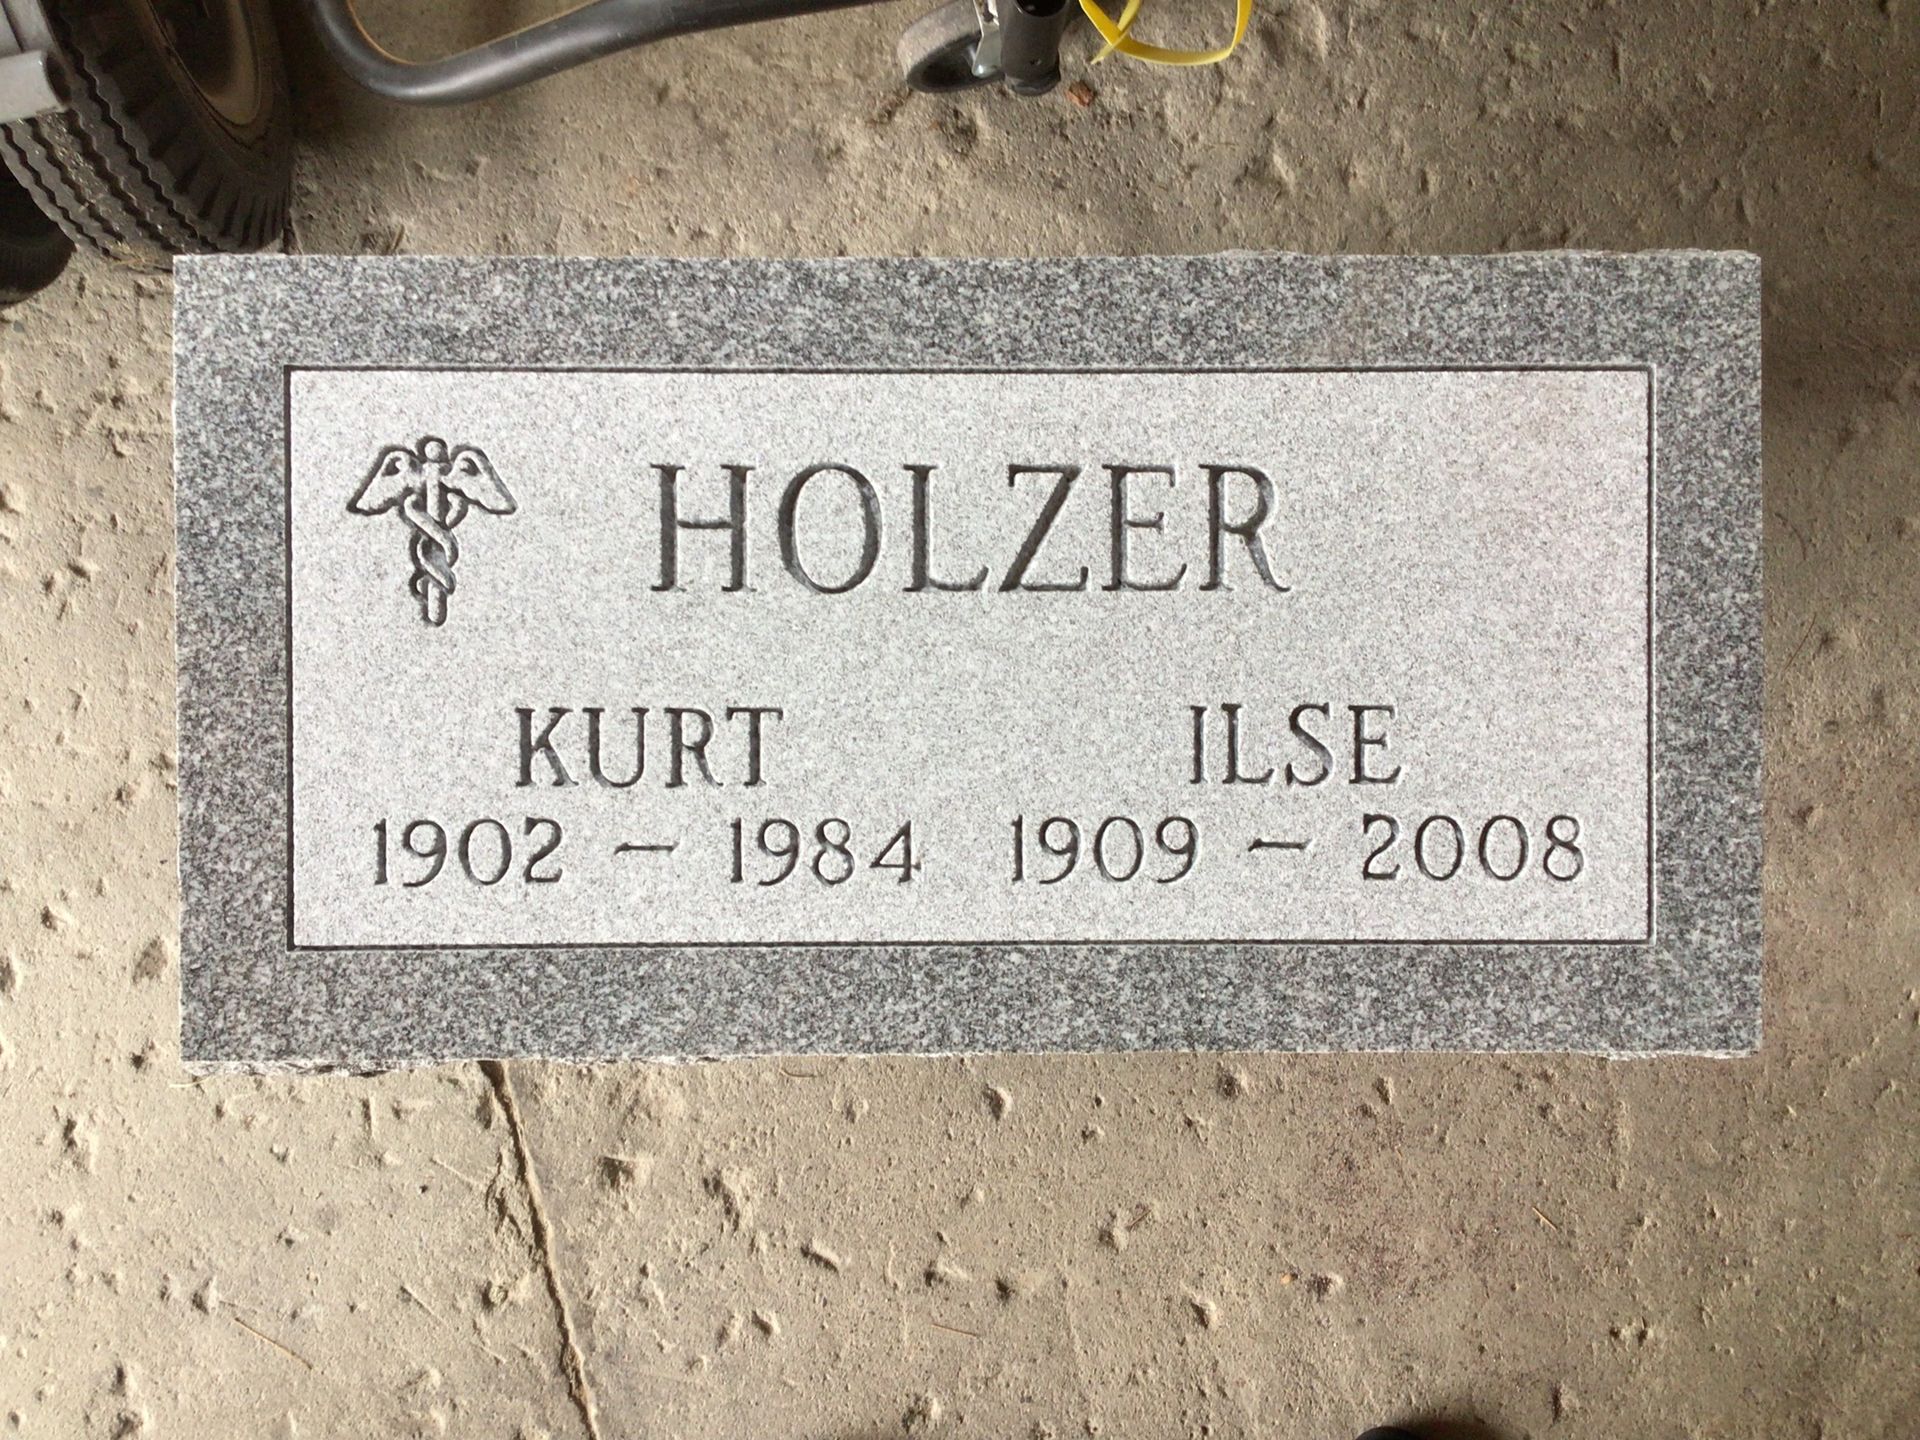 HOLZER
KURT ILSE
1902 – 1984 1909 – 2008